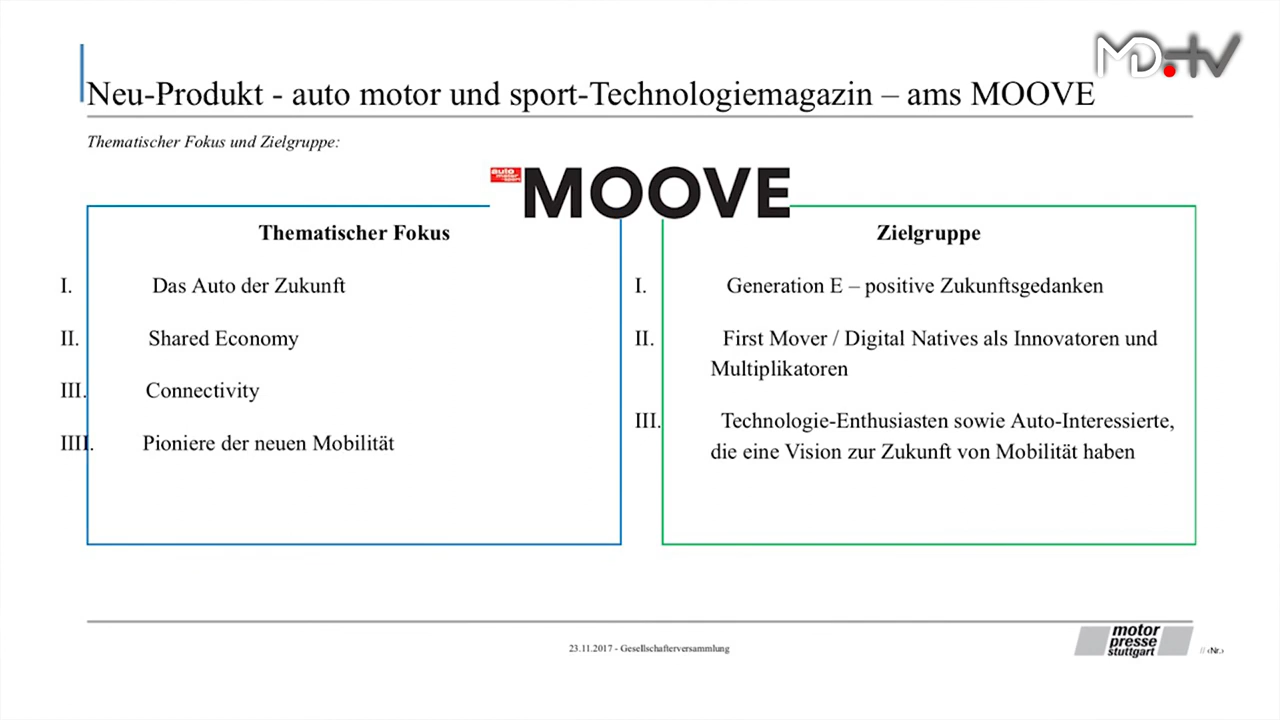 MD.tv
Neu-Produkt - auto motor und sport-Technologiemagazin – ams MOOVE
Thematischer Fokus und Zielgruppe:
auto motor sport MOOVE
Thematischer Fokus
I. Das Auto der Zukunft
II. Shared Economy
III. Connectivity
IIII. Pioniere der neuen Mobilität
Zielgruppe
I. Generation E – positive Zukunftsgedanken
II. First Mover / Digital Natives als Innovatoren und
Multiplikatoren
III. Technologie-Enthusiasten sowie Auto-Interessierte,
die eine Vision zur Zukunft von Mobilität haben
23.11.2017 - Gesellschafterversammlung
motor
presse
stuttgart
// ‹Nr.›